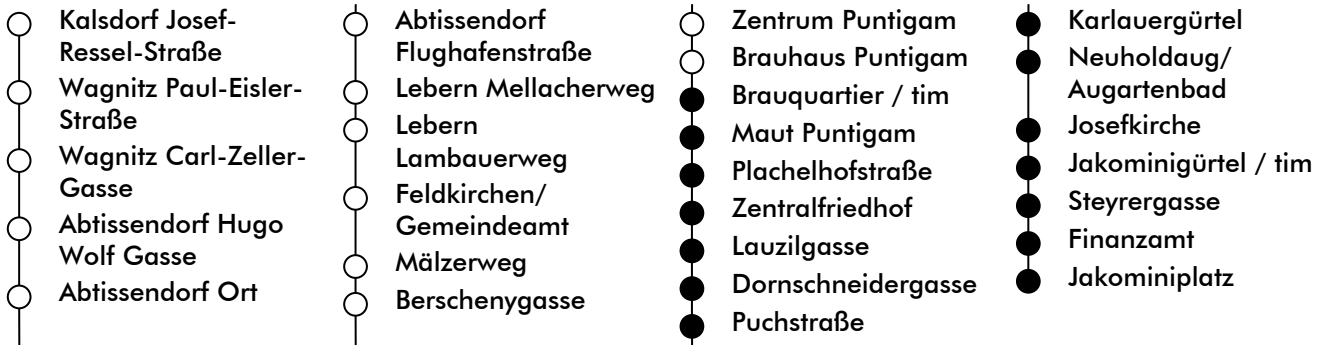 Kalsdorf Josef-
Ressel-Straße
Wagnitz Paul-Eisler-
Straße
Wagnitz Carl-Zeller-
Gasse
Abtissendorf Hugo
Wolf Gasse
Abtissendorf Ort
Abtissendorf
Flughafenstraße
Lebern Mellacherweg
Lebern
Lambauerweg
Feldkirchen/
Gemeindeamt
Mälzerweg
Berschenygasse
Zentrum Puntigam
Brauhaus Puntigam
Brauquartier / tim
Maut Puntigam
Plachelhofstraße
Zentralfriedhof
Lauzilgasse
Dornschneidergasse
Puchstraße
Karlauergürtel
Neuholdaug/
Augartenbad
Josefkirche
Jakominigürtel / tim
Steyrergasse
Finanzamt
Jakominiplatz